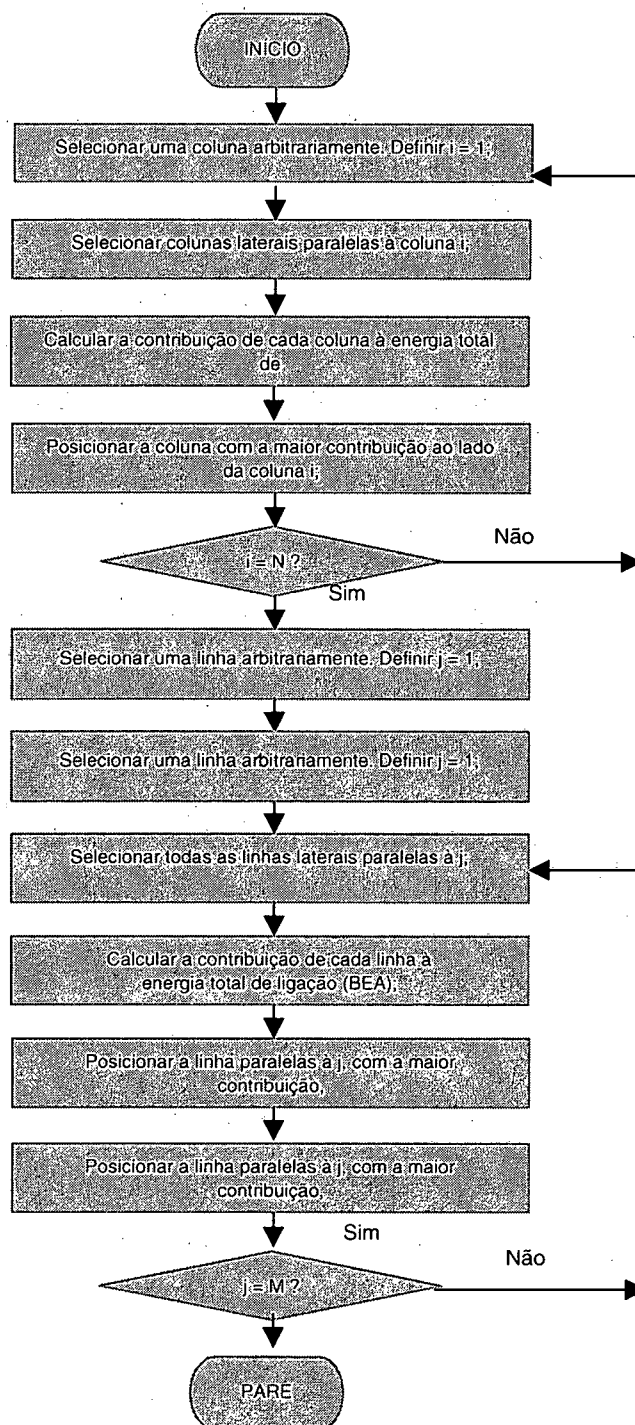 INÍCIO
Selecionar uma coluna arbitrariamente. Definir i = 1;
Selecionar colunas laterais paralelas à coluna i;
Calcular a contribuição de cada coluna à energia total
de
Posicionar a coluna com a maior contribuição ao lado
da coluna i;
i = N ?
Não
Sim
Selecionar uma linha arbitrariamente. Definir j = 1;
Selecionar uma linha arbitrariamente. Definir j = 1;
Selecionar todas as linhas laterais paralelas à j;
Calcular a contribuição de cada linha à
energia total de ligação (BEA);
Posicionar a linha paralelas à j, com a maior
contribuição,
Posicionar a linha paralelas à j, com a maior
contribuição,
Sim
Não
j = M ?
PARE